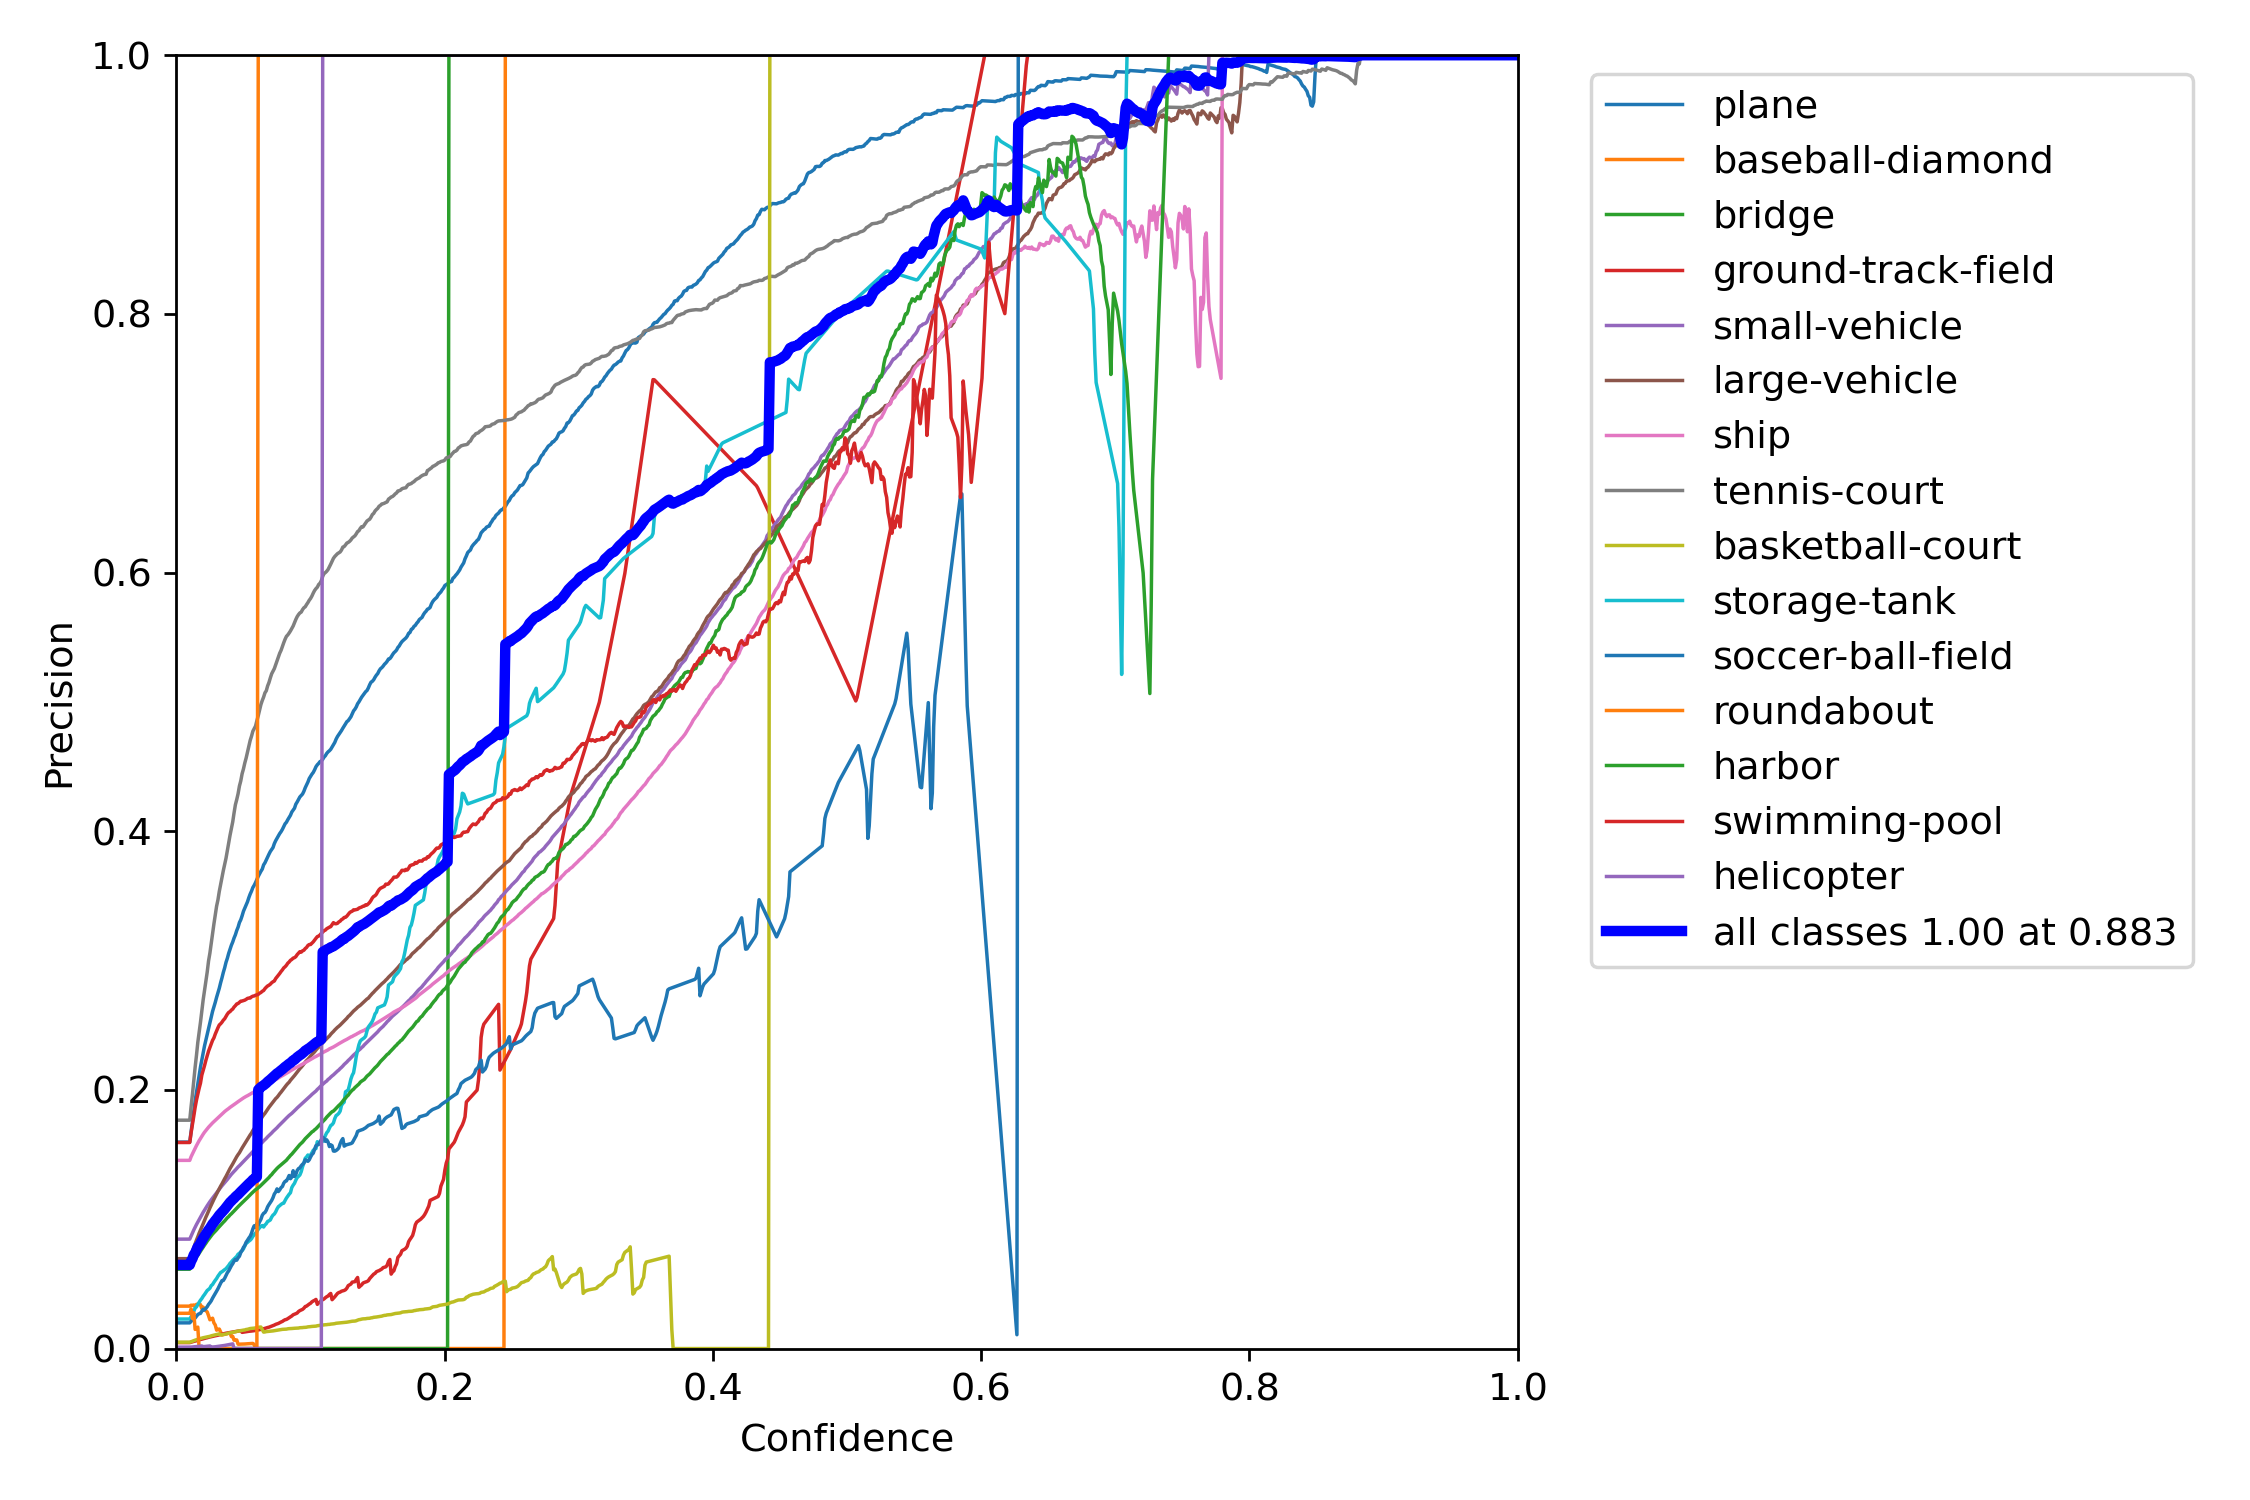 1.0
0.8
0.6
0.4
0.2
0.0
Precision
0.0 0.2 0.4 0.6 0.8 1.0
Confidence
plane
baseball-diamond
bridge
ground-track-field
small-vehicle
large-vehicle
ship
tennis-court
basketball-court
storage-tank
soccer-ball-field
roundabout
harbor
swimming-pool
helicopter
all classes 1.00 at 0.883